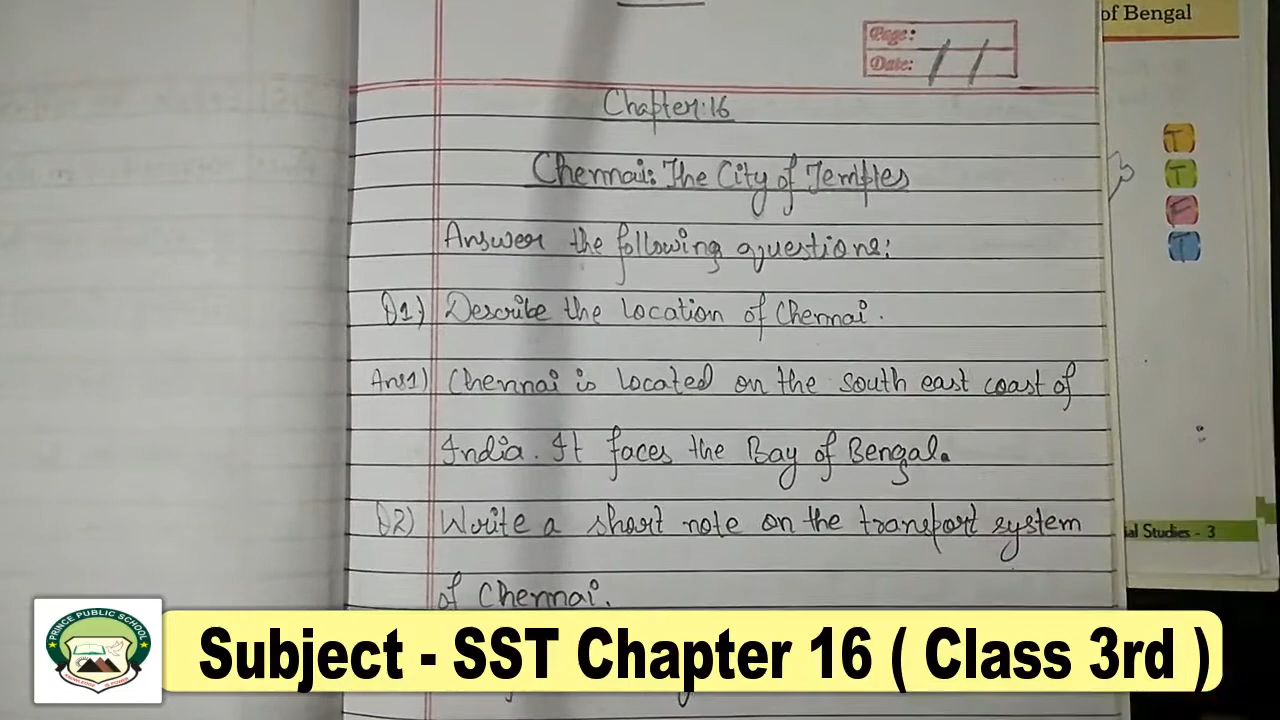 of Bengal
Page:
Date:
Chapter:16
Chennai: The City of Temples
Answer the following questions:
Q1) Describe the location of Chennai.
Ans1) Chennai is located on the south east coast of
India. It faces the Bay of Bengal.
Q2) Write a short note on the transport system
of Chennai.
T
T
F
T
ial Studies - 3
PRINCE PUBLIC SCHOOL
Subject - SST Chapter 16 ( Class 3rd )